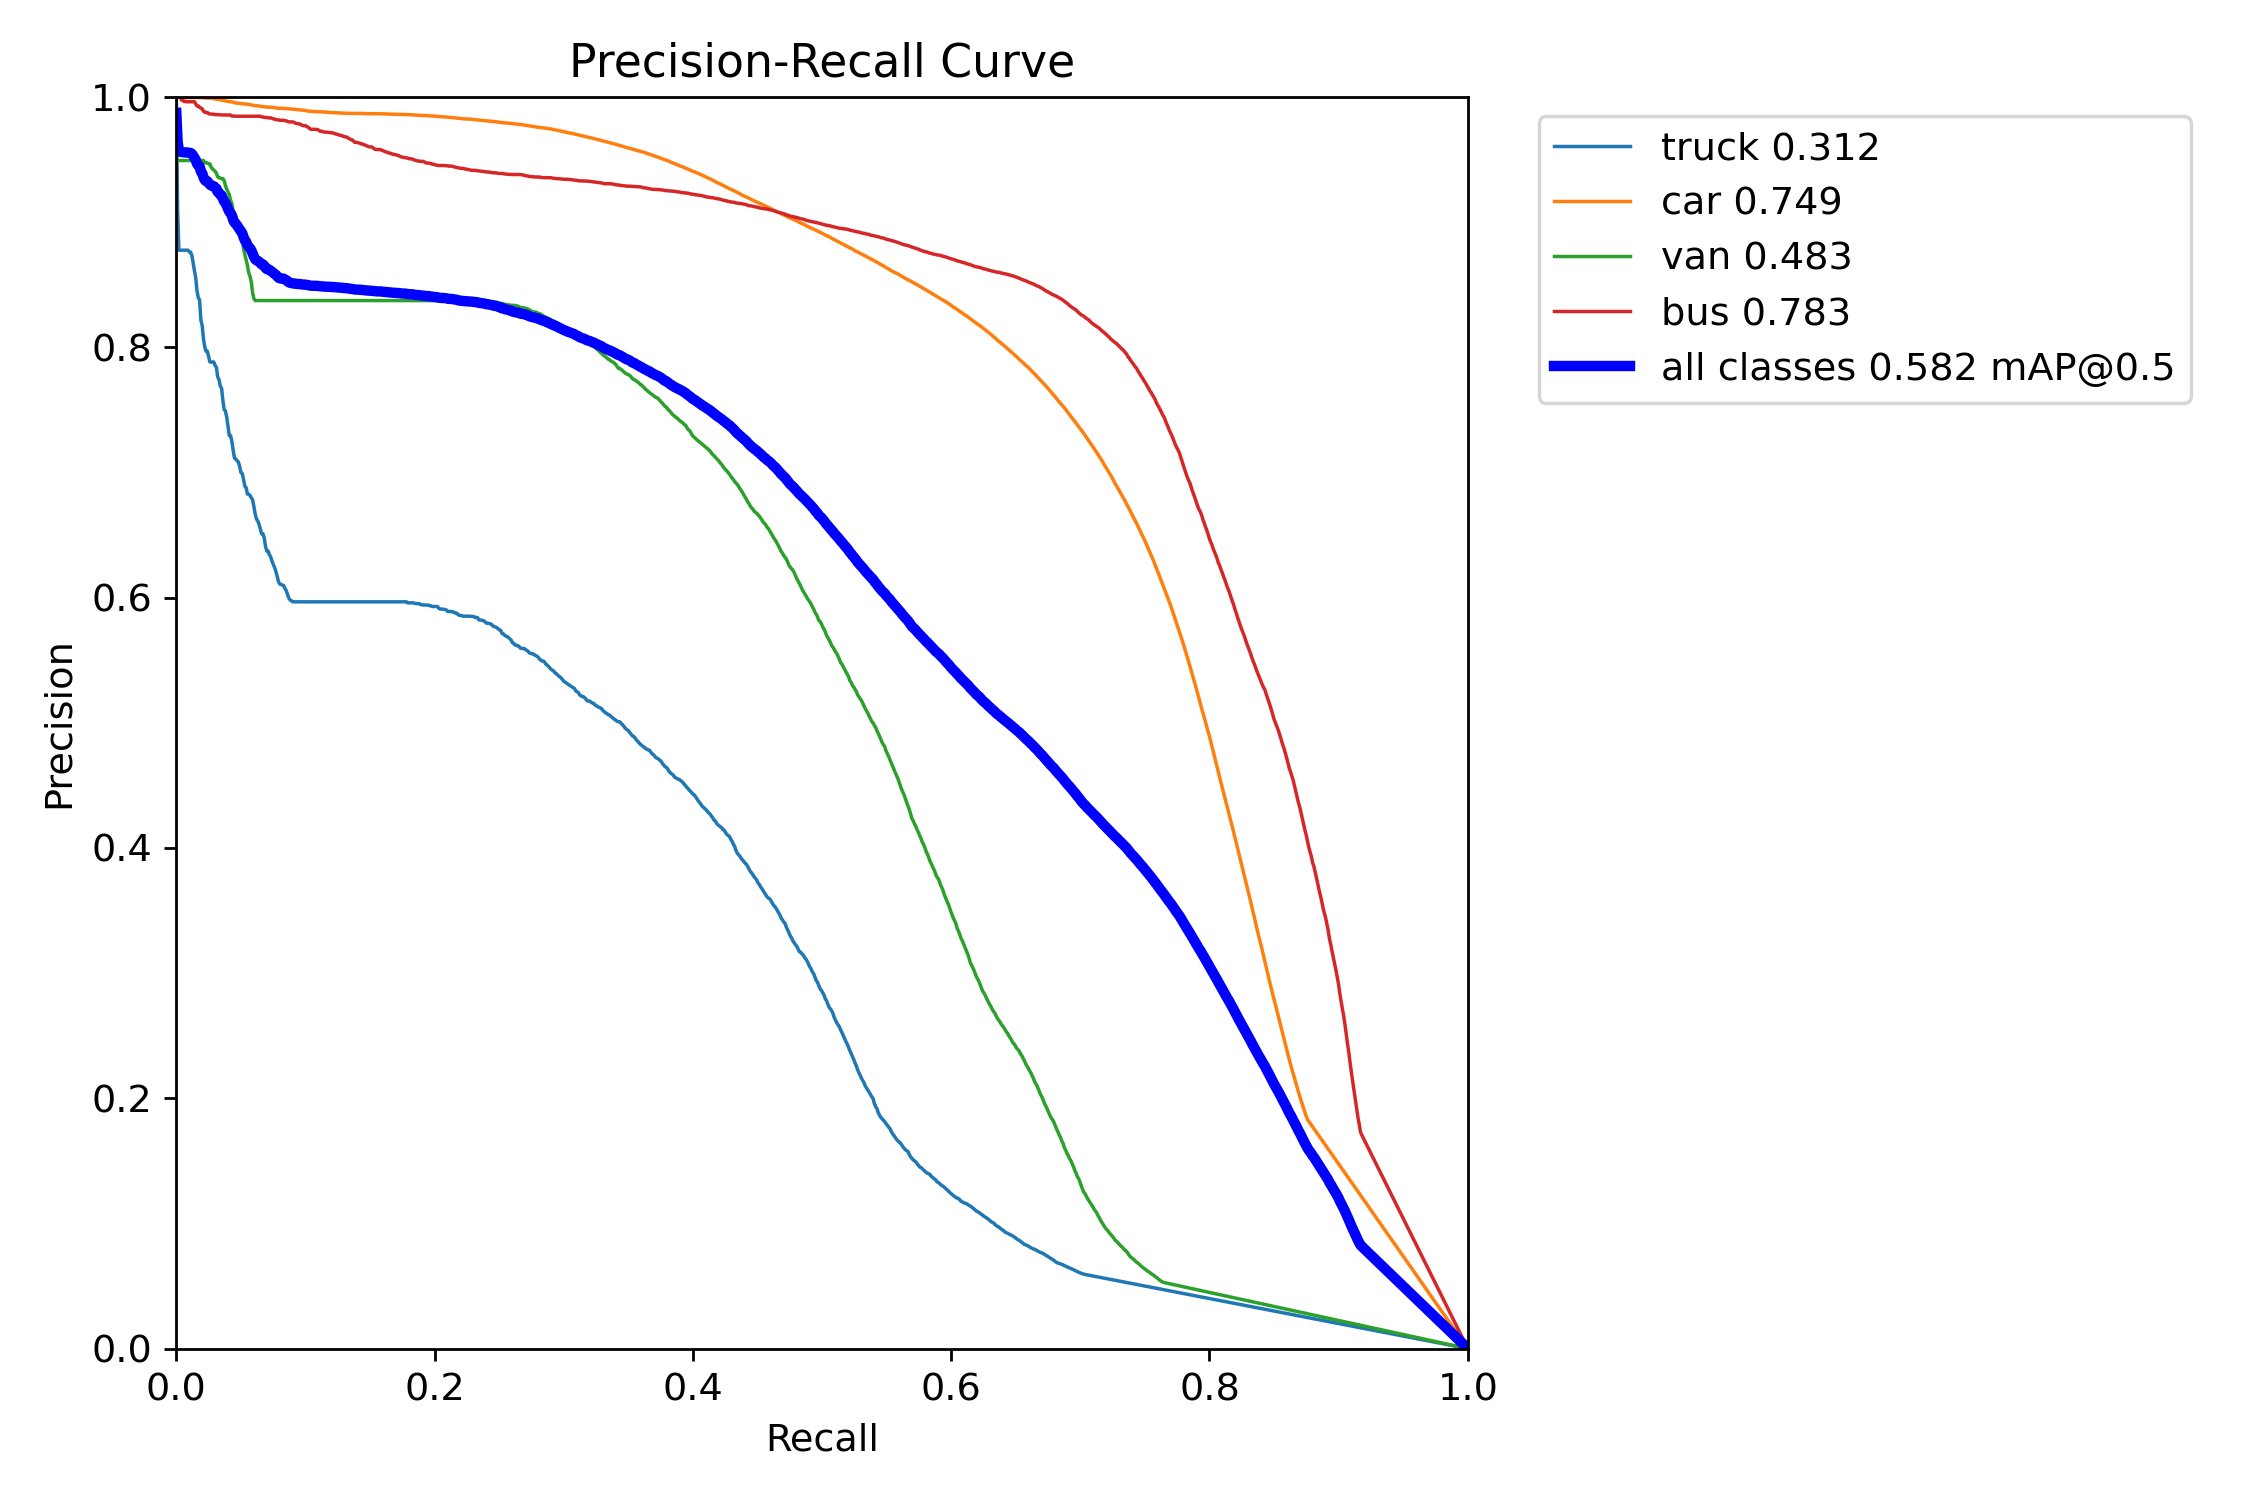 Precision-Recall Curve
1.0
0.8
0.6
0.4
0.2
0.0
Precision
0.0 0.2 0.4 0.6 0.8 1.0
Recall
truck 0.312
car 0.749
van 0.483
bus 0.783
all classes 0.582 mAP@0.5